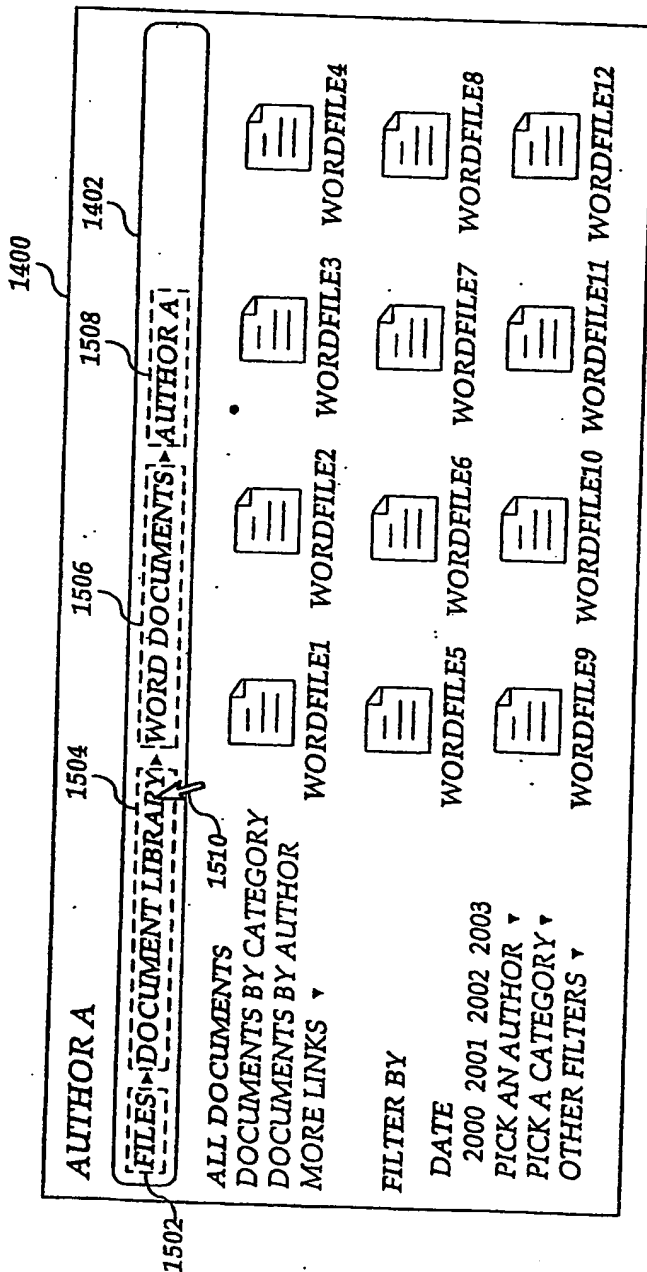 1400
1402
1504
1506
1508
AUTHOR A
FILES ▸ DOCUMENT LIBRARY ▸ WORD DOCUMENTS ▸ AUTHOR A
1502
1510
ALL DOCUMENTS
DOCUMENTS BY CATEGORY
DOCUMENTS BY AUTHOR
MORE LINKS ▾
WORDFILE1 WORDFILE2 WORDFILE3 WORDFILE4
FILTER BY
DATE
2000 2001 2002 2003
PICK AN AUTHOR ▾
PICK A CATEGORY ▾
OTHER FILTERS ▾
WORDFILE5 WORDFILE6 WORDFILE7 WORDFILE8
WORDFILE9 WORDFILE10 WORDFILE11 WORDFILE12